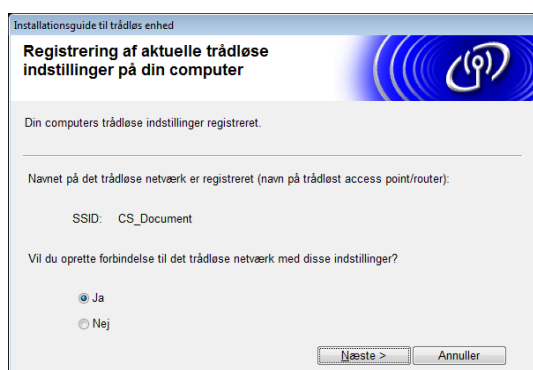 Installationsguide til trådløs enhed
Registrering af aktuelle trådløse
indstillinger på din computer
Din computers trådløse indstillinger registreret.
Navnet på det trådløse netværk er registreret (navn på trådløst access point/router):
SSID: CS_Document
Vil du oprette forbindelse til det trådløse netværk med disse indstillinger?
Ja
Nej
Næste >
Annuller